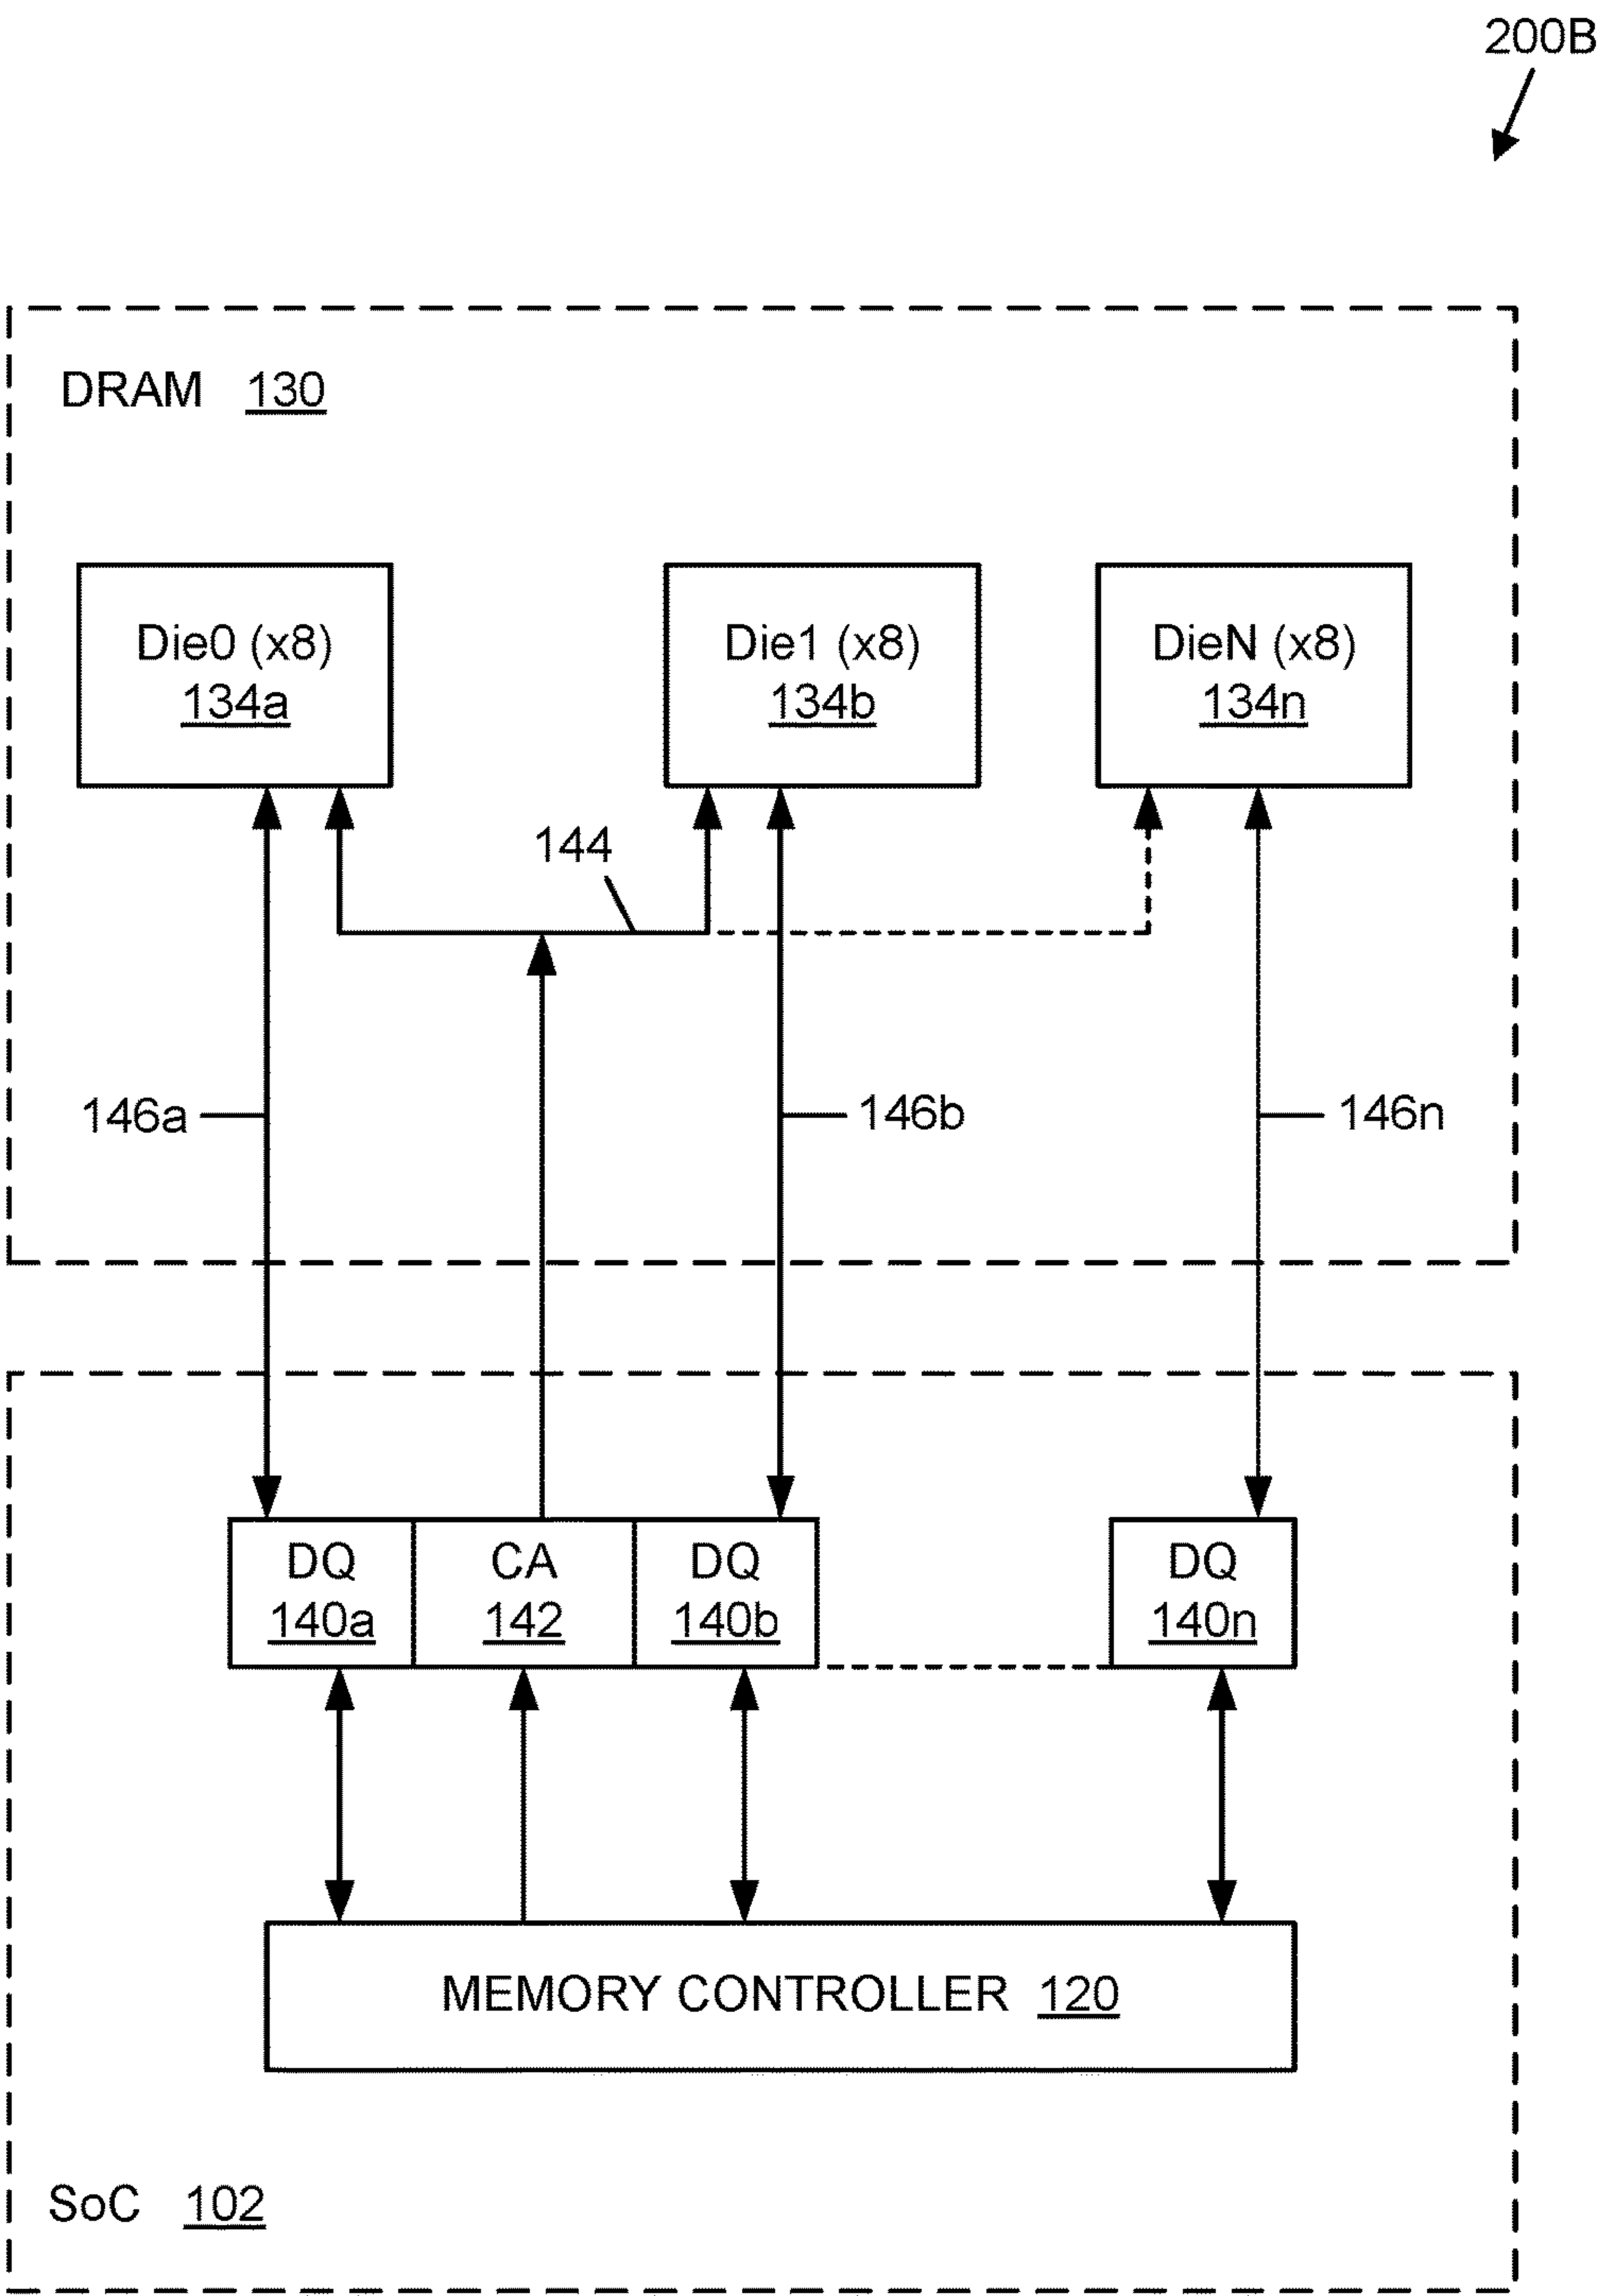 200B
DRAM 130
Die0 (x8)
134a
Die1 (x8)
134b
DieN (x8)
134n
144
146a
146b
146n
DQ
140a
CA
142
DQ
140b
DQ
140n
MEMORY CONTROLLER 120
SoC 102